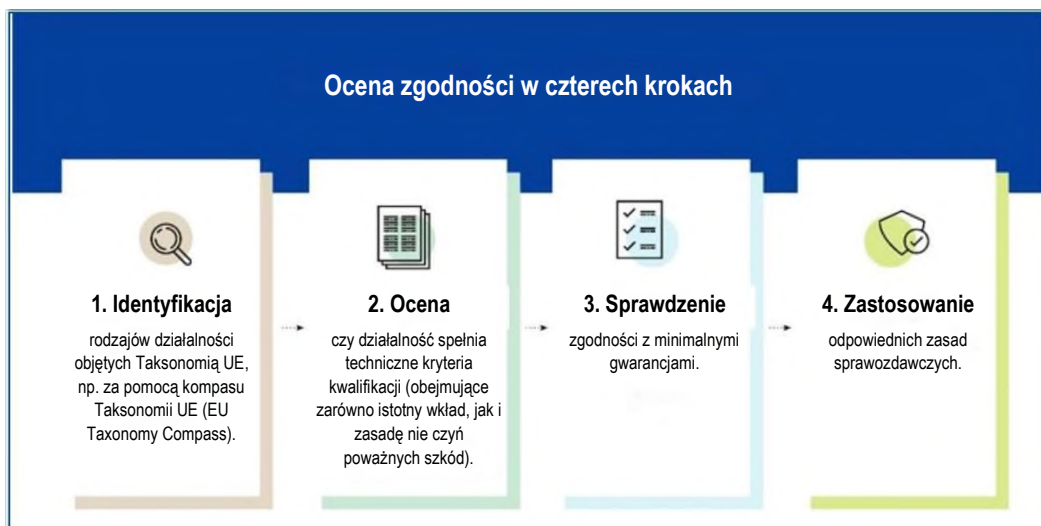 Ocena zgodności w czterech krokach
1. Identyfikacja
rodzajów działalności
objętych Taksonomią UE,
np. za pomocą kompasu
Taksonomii UE (EU
Taxonomy Compass).
2. Ocena
czy działalność spełnia
techniczne kryteria
kwalifikacji (obejmujące
zarówno istotny wkład, jak i
zasadę nie czyń
poważnych szkód).
3. Sprawdzenie
zgodności z minimalnymi
gwarancjami.
4. Zastosowanie
odpowiednich zasad
sprawozdawczych.